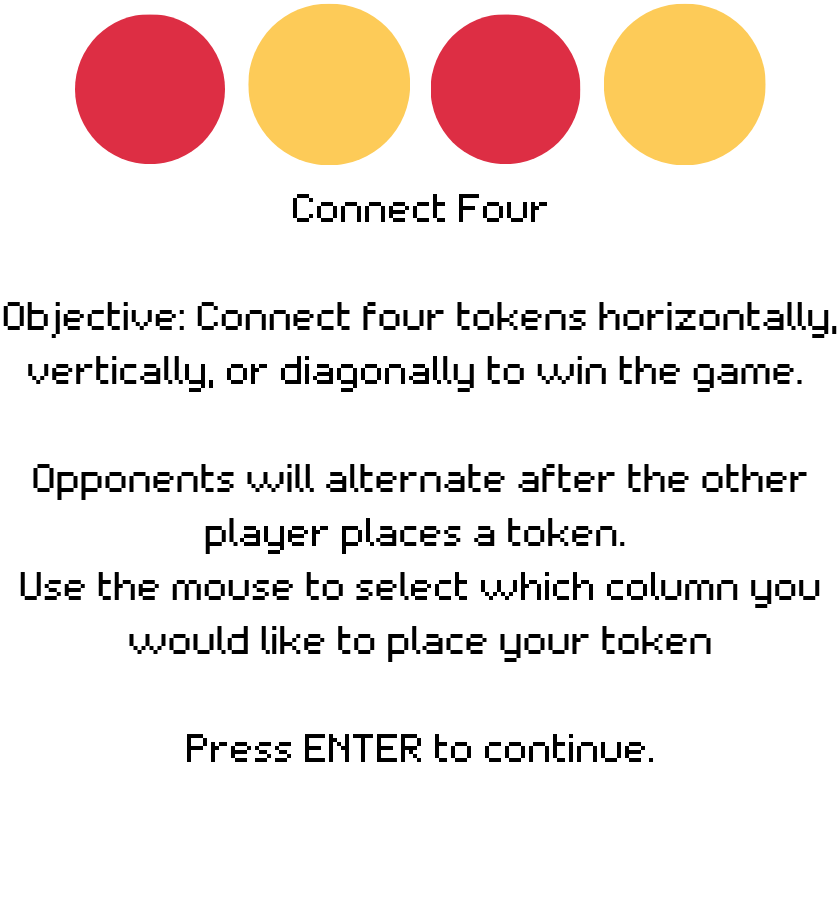 Connect Four
Objective: Connect four tokens horizontally,
vertically, or diagonally to win the game.
Opponents will alternate after the other
player places a token.
Use the mouse to select which column you
would like to place your token
Press ENTER to continue.